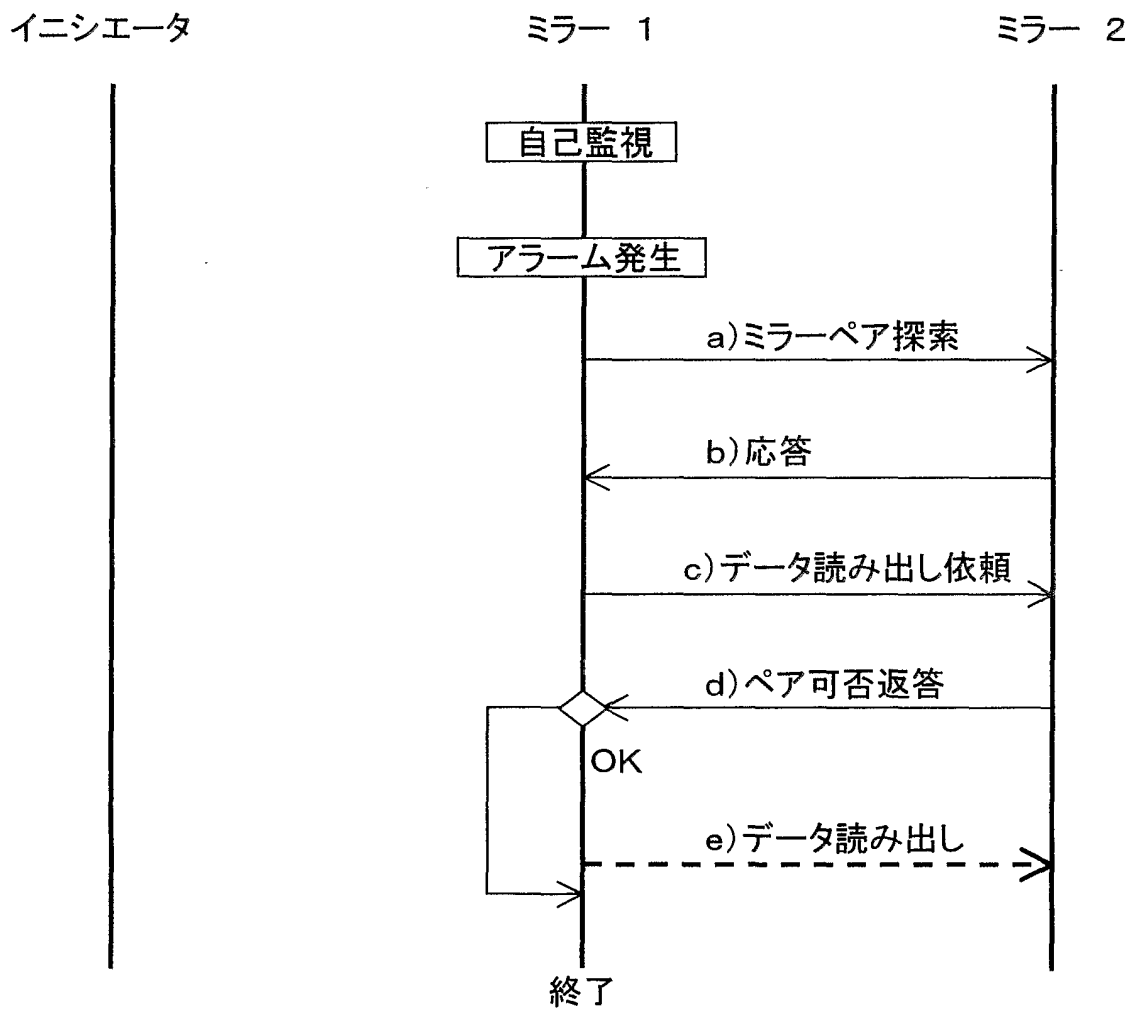 イニシエータ
ミラー 1
ミラー 2
自己監視
アラーム発生
a)ミラーペア探索
b)応答
c)データ読み出し依頼
d)ペア可否返答
OK
e)データ読み出し
終了